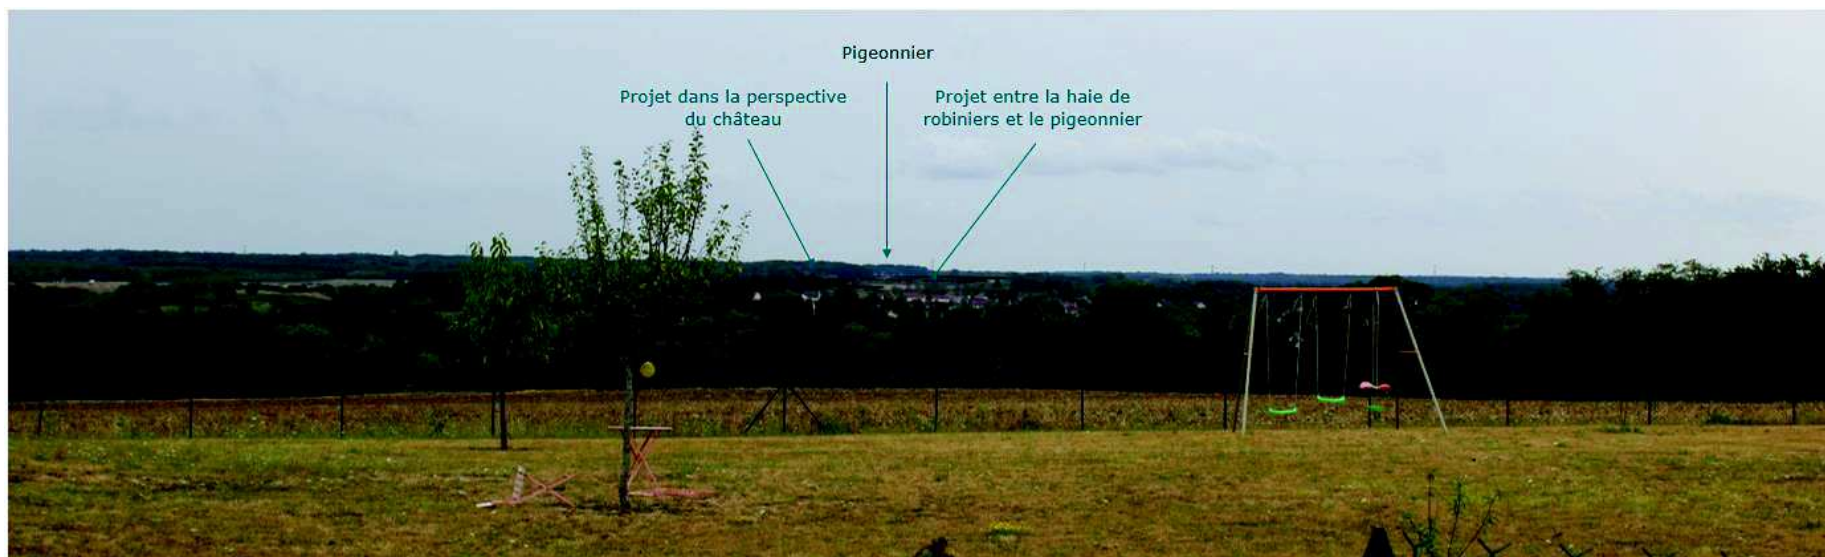 Pigeonnier
Projet dans la perspective
du château
Projet entre la haie de
robiniers et le pigeonnier